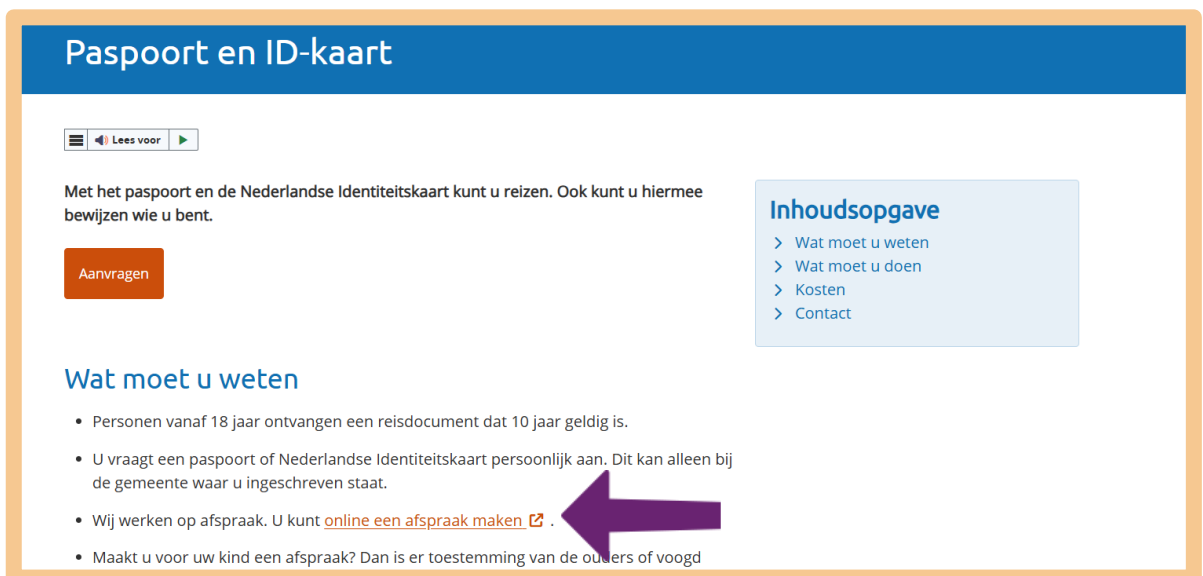 Paspoort en ID-kaart
Lees voor
Met het paspoort en de Nederlandse Identiteitskaart kunt u reizen. Ook kunt u hiermee
bewijzen wie u bent.
Aanvragen
Inhoudsopgave
Wat moet u weten
Wat moet u doen
Kosten
Contact
Wat moet u weten
• Personen vanaf 18 jaar ontvangen een reisdocument dat 10 jaar geldig is.
• U vraagt een paspoort of Nederlandse Identiteitskaart persoonlijk aan. Dit kan alleen bij
de gemeente waar u ingeschreven staat.
• Wij werken op afspraak. U kunt online een afspraak maken .
• Maakt u voor uw kind een afspraak? Dan is er toestemming van de ouders of voogd